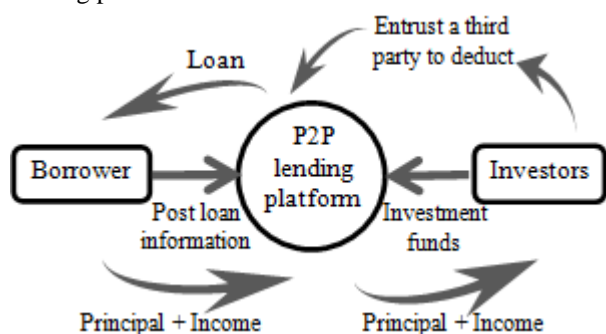 Entrust a third
party to deduct
Loan
P2P
lending
platform
Borrower
Investors
Post loan
information
Investment
funds
Principal + Income
Principal + Income